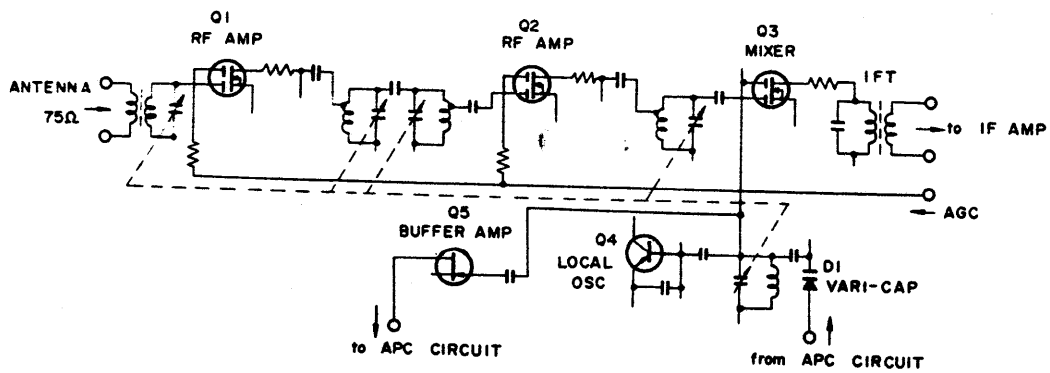 Q1
RF AMP
Q2
RF AMP
Q3
MIXER
ANTENNA
75Ω
IFT
to IF AMP
AGC
Q5
BUFFER AMP
Q4
LOCAL
OSC
D1
VARI-CAP
to APC CIRCUIT
from APC CIRCUIT